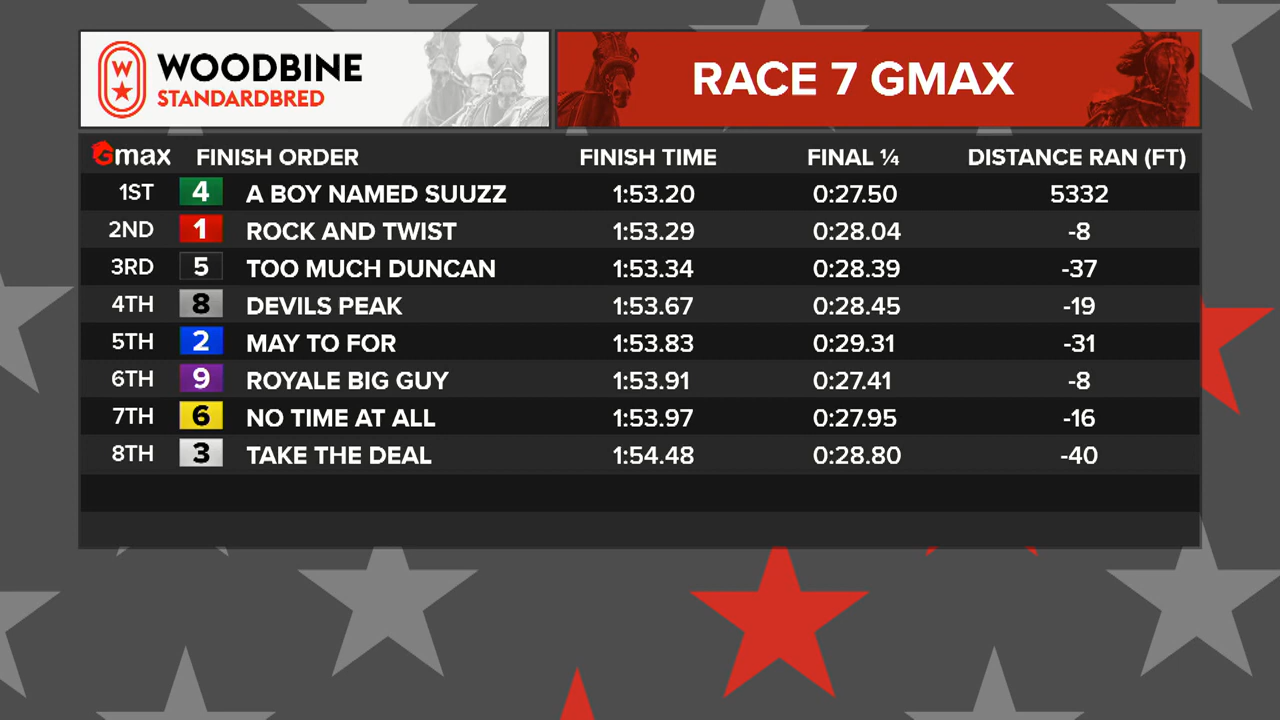 W
WOODBINE
STANDARDBRED
RACE 7 GMAX
Gmax FINISH ORDER FINISH TIME FINAL ¼ DISTANCE RAN (FT)
1ST 4 A BOY NAMED SUUZZ 1:53.20 0:27.50 5332
2ND 1 ROCK AND TWIST 1:53.29 0:28.04 -8
3RD 5 TOO MUCH DUNCAN 1:53.34 0:28.39 -37
4TH 8 DEVILS PEAK 1:53.67 0:28.45 -19
5TH 2 MAY TO FOR 1:53.83 0:29.31 -31
6TH 9 ROYALE BIG GUY 1:53.91 0:27.41 -8
7TH 6 NO TIME AT ALL 1:53.97 0:27.95 -16
8TH 3 TAKE THE DEAL 1:54.48 0:28.80 -40